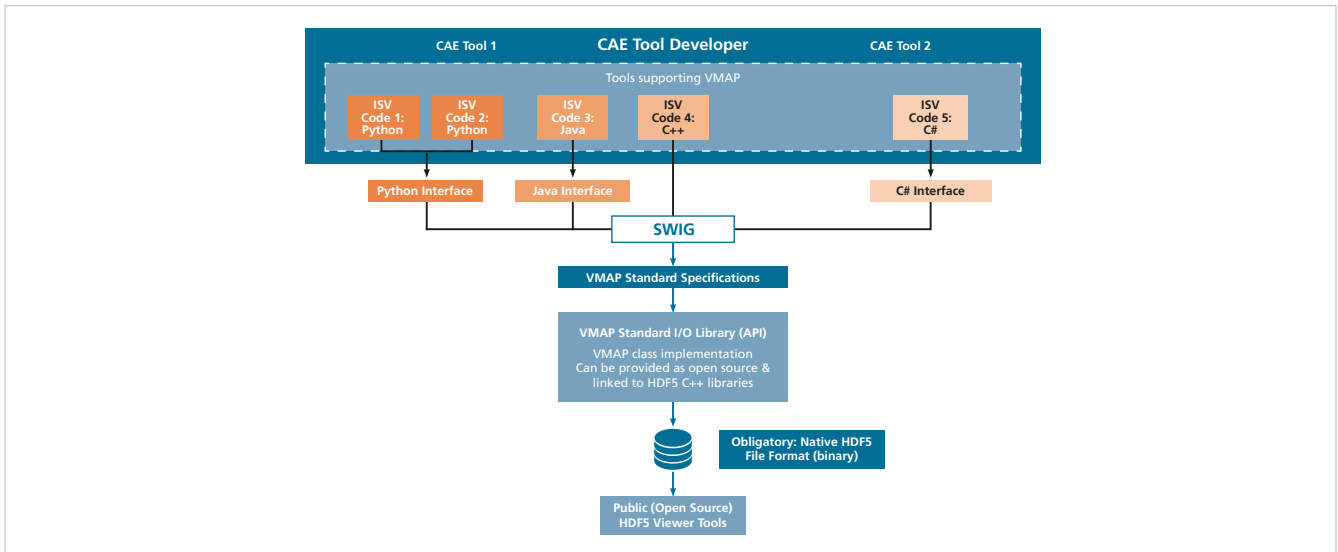 CAE Tool 1
CAE Tool Developer
CAE Tool 2
Tools supporting VMAP
ISV
Code 1:
Python
ISV
Code 2:
Python
ISV
Code 3:
Java
ISV
Code 4:
C++
ISV
Code 5:
C#
Python Interface
Java Interface
C# Interface
SWIG
VMAP Standard Specifications
VMAP Standard I/O Library (API)
VMAP class implementation
Can be provided as open source &
linked to HDF5 C++ libraries
Obligatory: Native HDF5
File Format (binary)
Public (Open Source)
HDF5 Viewer Tools